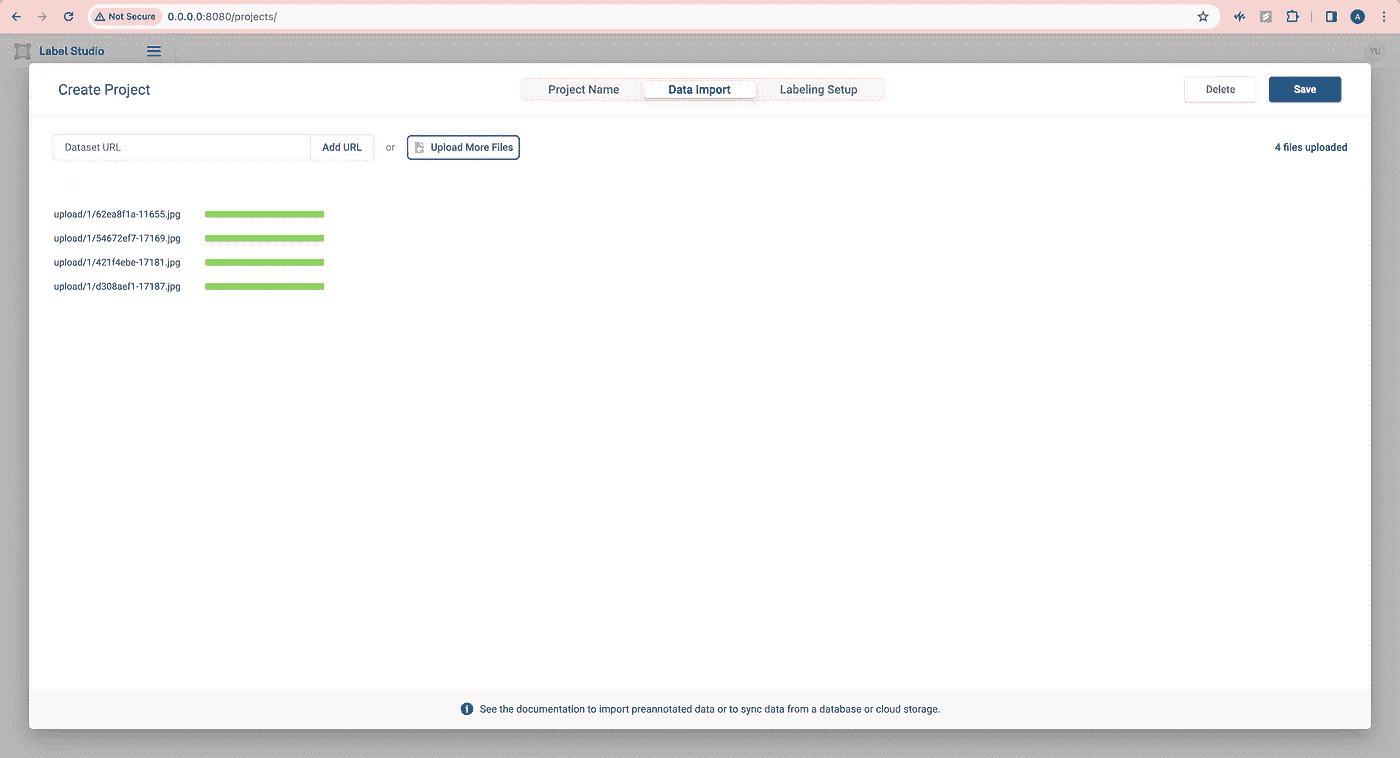 Not Secure 0.0.0.0:8080/projects/ A
Label Studio YU
Create Project Project Name Data Import Labeling Setup Delete Save
Dataset URL Add URL or Upload More Files 4 files uploaded
upload/1/62ea8f1a-11655.jpg
upload/1/54672ef7-17169.jpg
upload/1/421f4ebe-17181.jpg
upload/1/d308aef1-17187.jpg
See the documentation to import preannotated data or to sync data from a database or cloud storage.